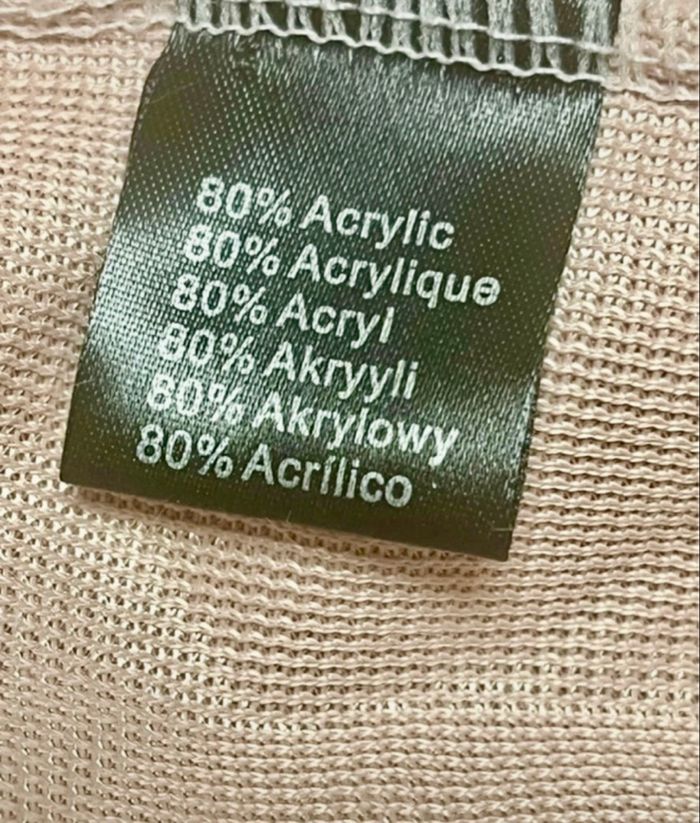 80% Acrylic
80% Acrylique
80% Acryl
80% Akryyli
80% Akrylowy
80% Acrílico